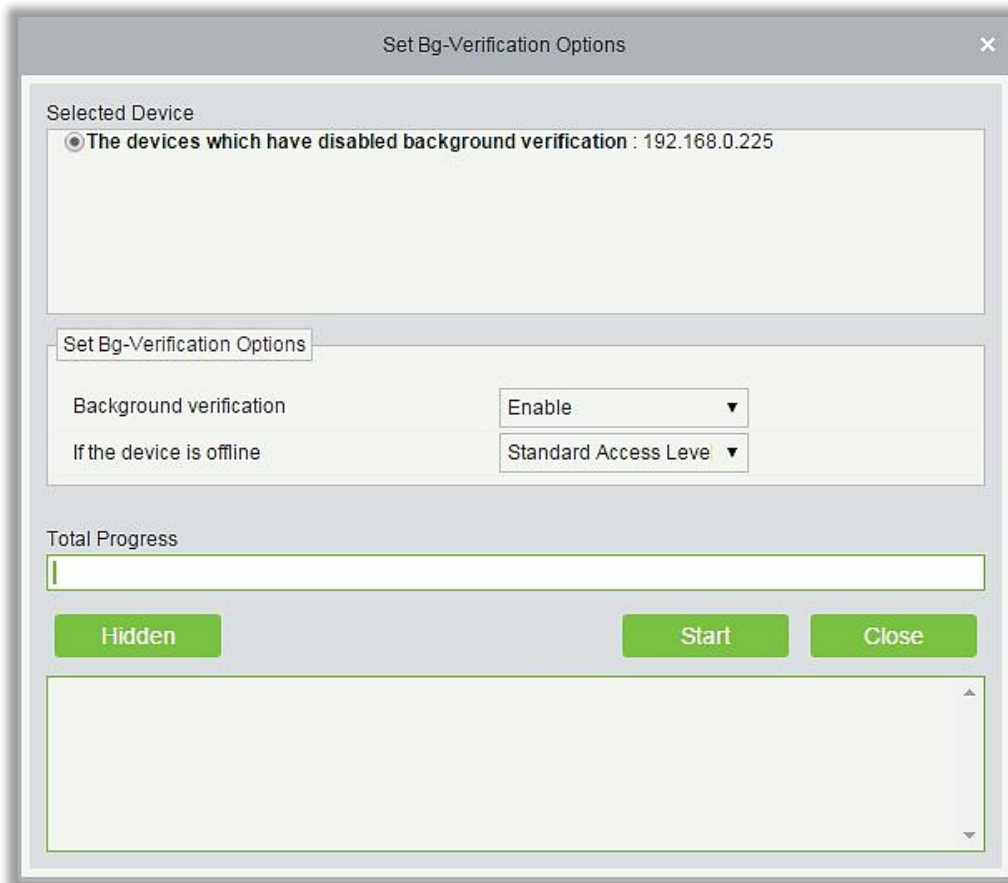 Set Bg-Verification Options
Selected Device
The devices which have disabled background verification : 192.168.0.225
Set Bg-Verification Options
Background verification
Enable
If the device is offline
Standard Access Level
Total Progress
Hidden
Start
Close